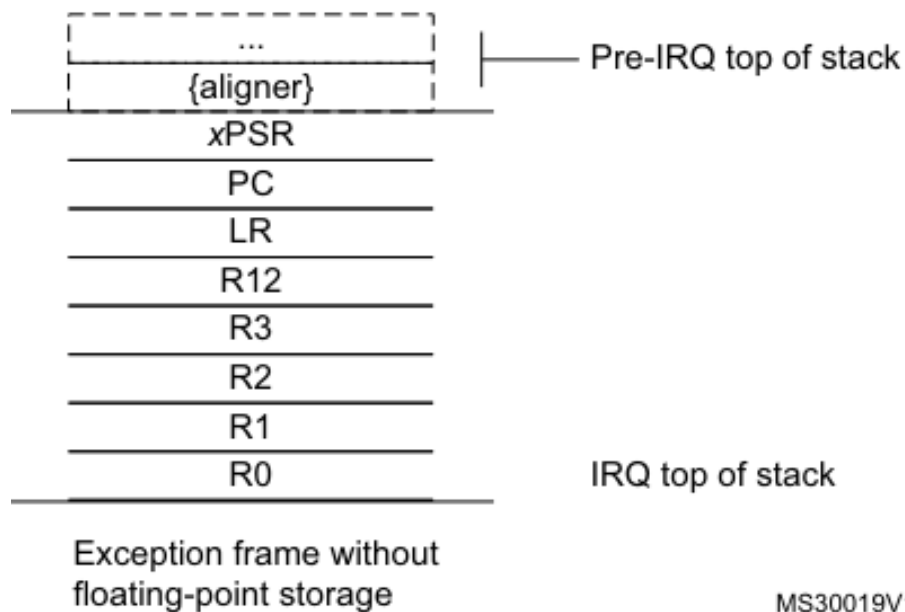 ...
Pre-IRQ top of stack
{aligner}
xPSR
PC
LR
R12
R3
R2
R1
R0
IRQ top of stack
Exception frame without
floating-point storage
MS30019V